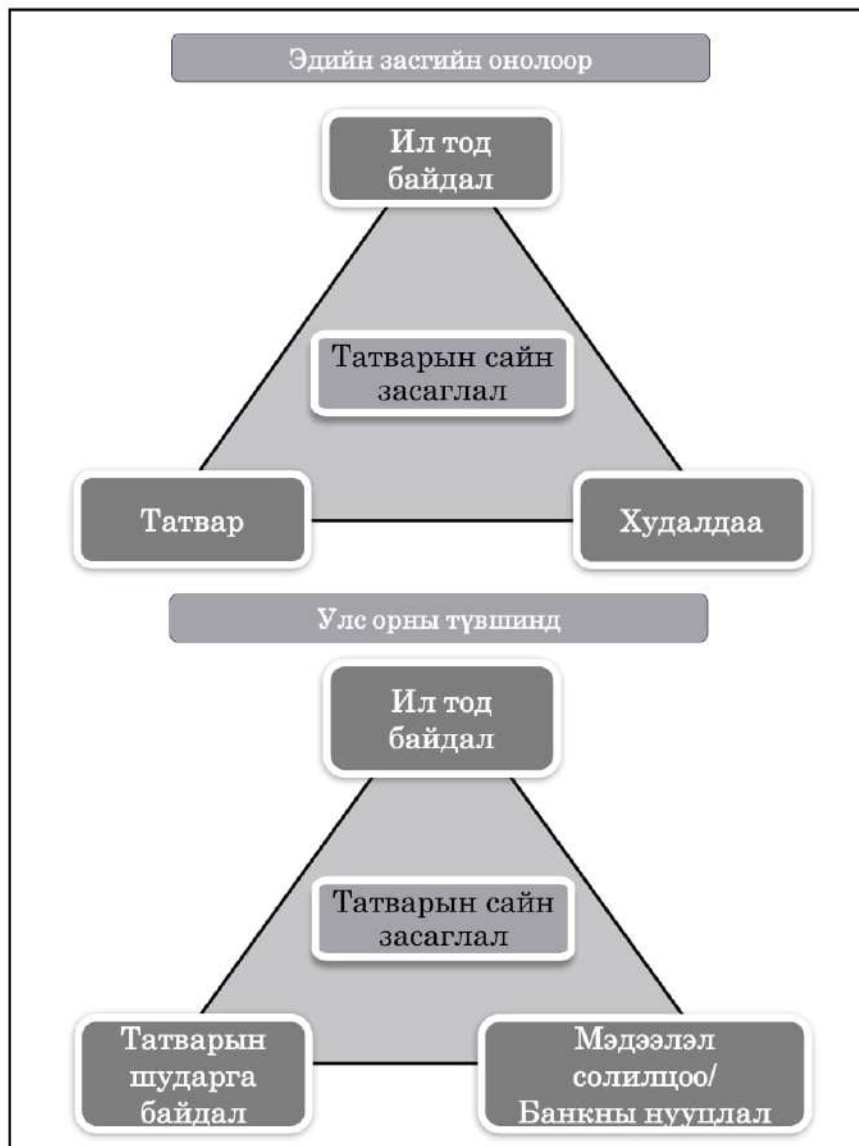 Эдийн засгийн онолоор
Ил тод
байдал
Татварын сайн
засаглал
Татвар
Худалдаа
Улс орны түвшинд
Ил тод
байдал
Татварын сайн
засаглал
Татварын
шударга
байдал
Мэдээлэл
солилцоо/
Банкны нууцлал